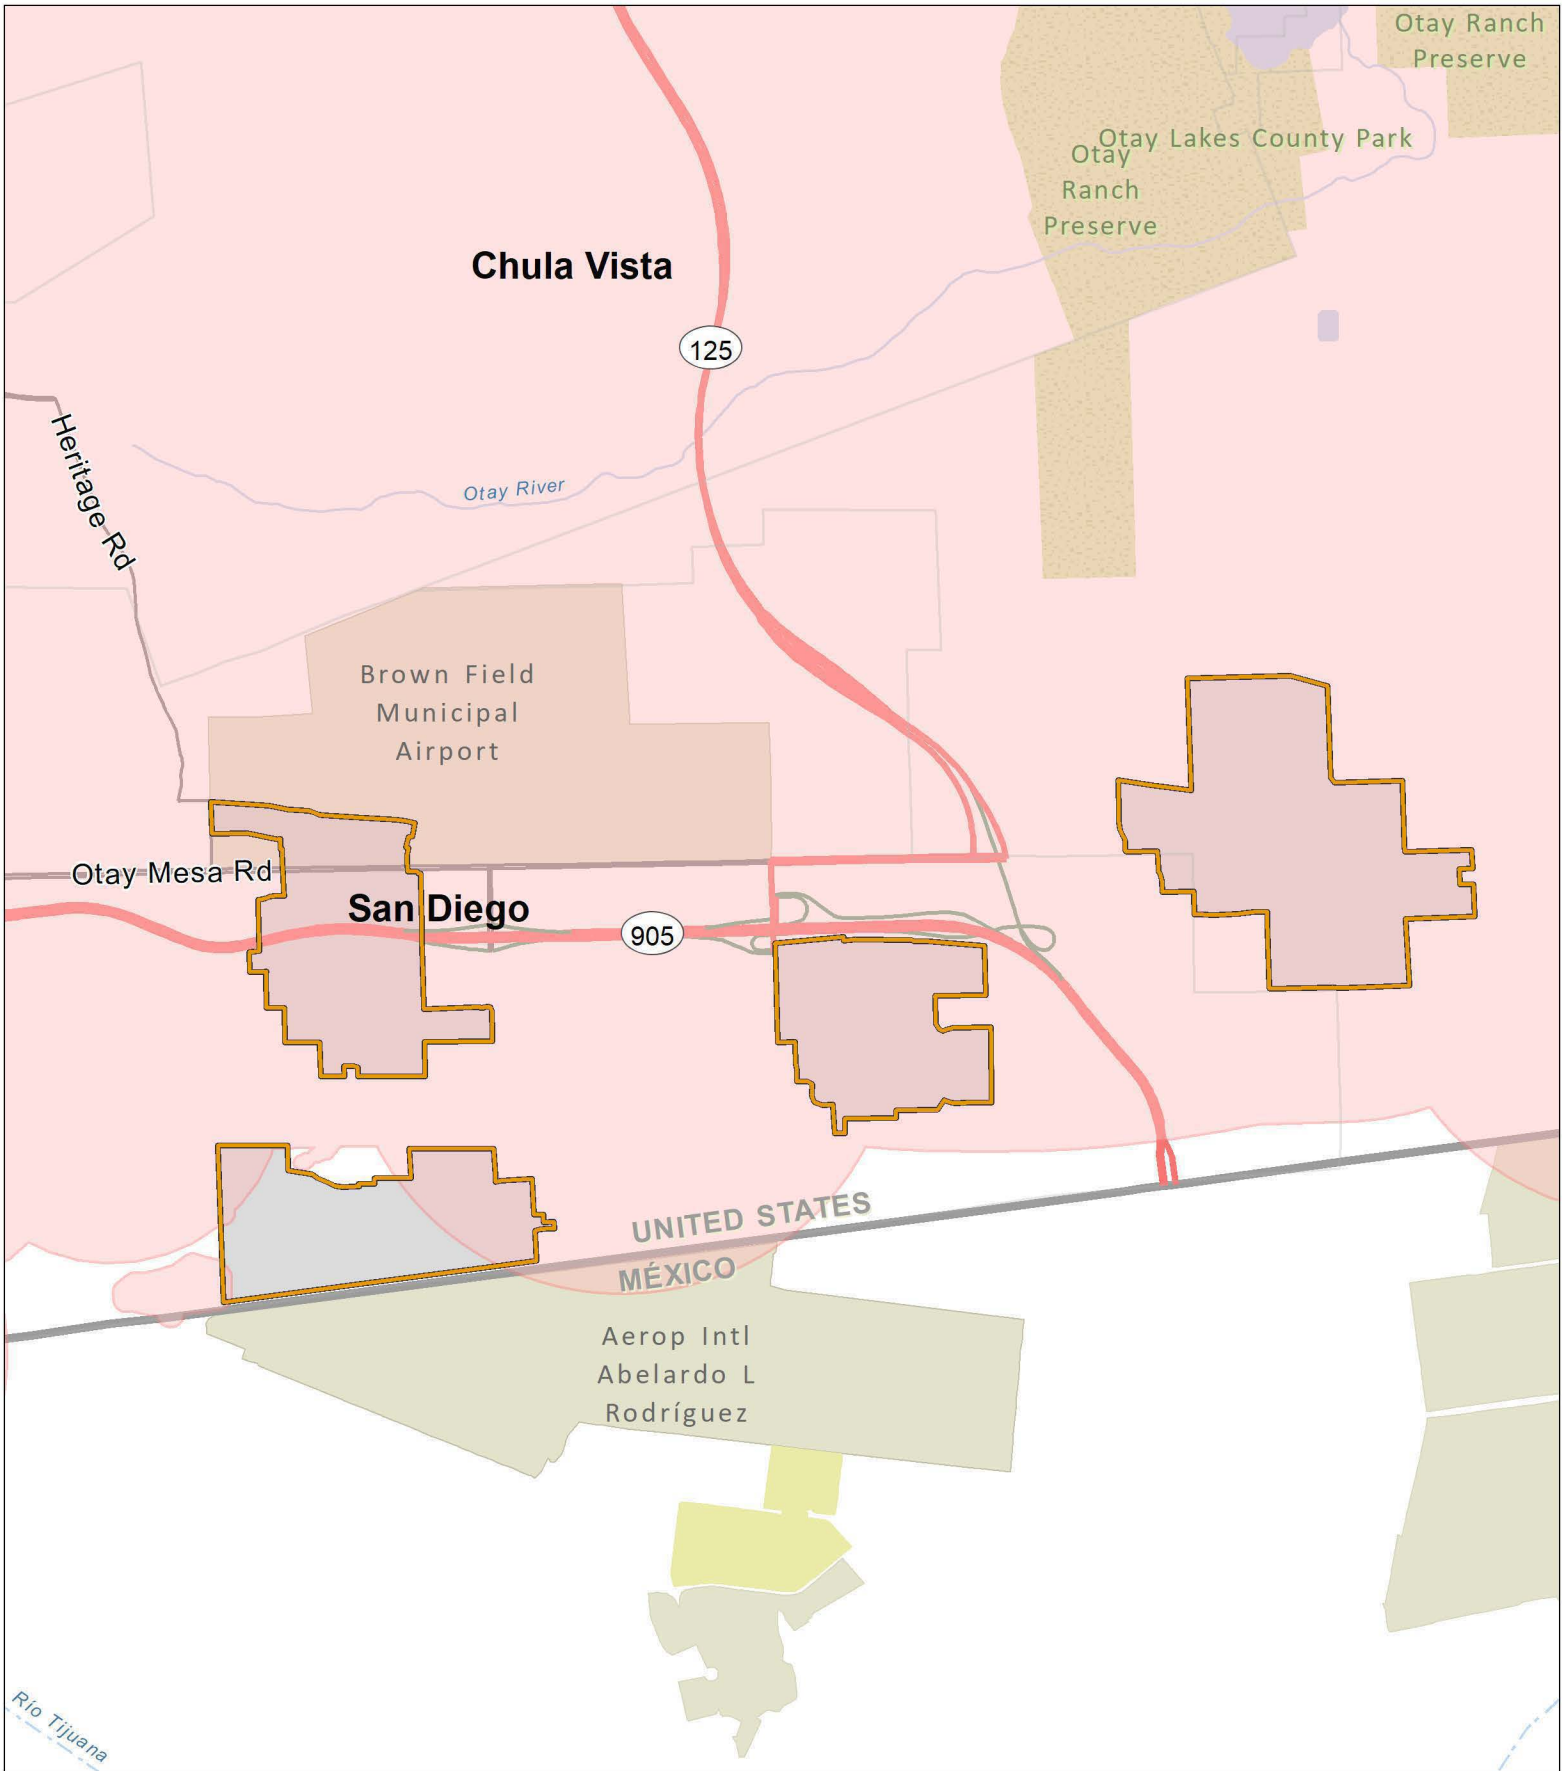 Otay Ranch
Preserve
Otay Lakes County Park
Otay
Ranch
Preserve
Chula Vista
125
Heritage Rd
Otay River
Brown Field
Municipal
Airport
Otay Mesa Rd
San Diego
905
UNITED STATES
MÉXICO
Aerop Intl
Abelardo L
Rodríguez
Río Tijuana